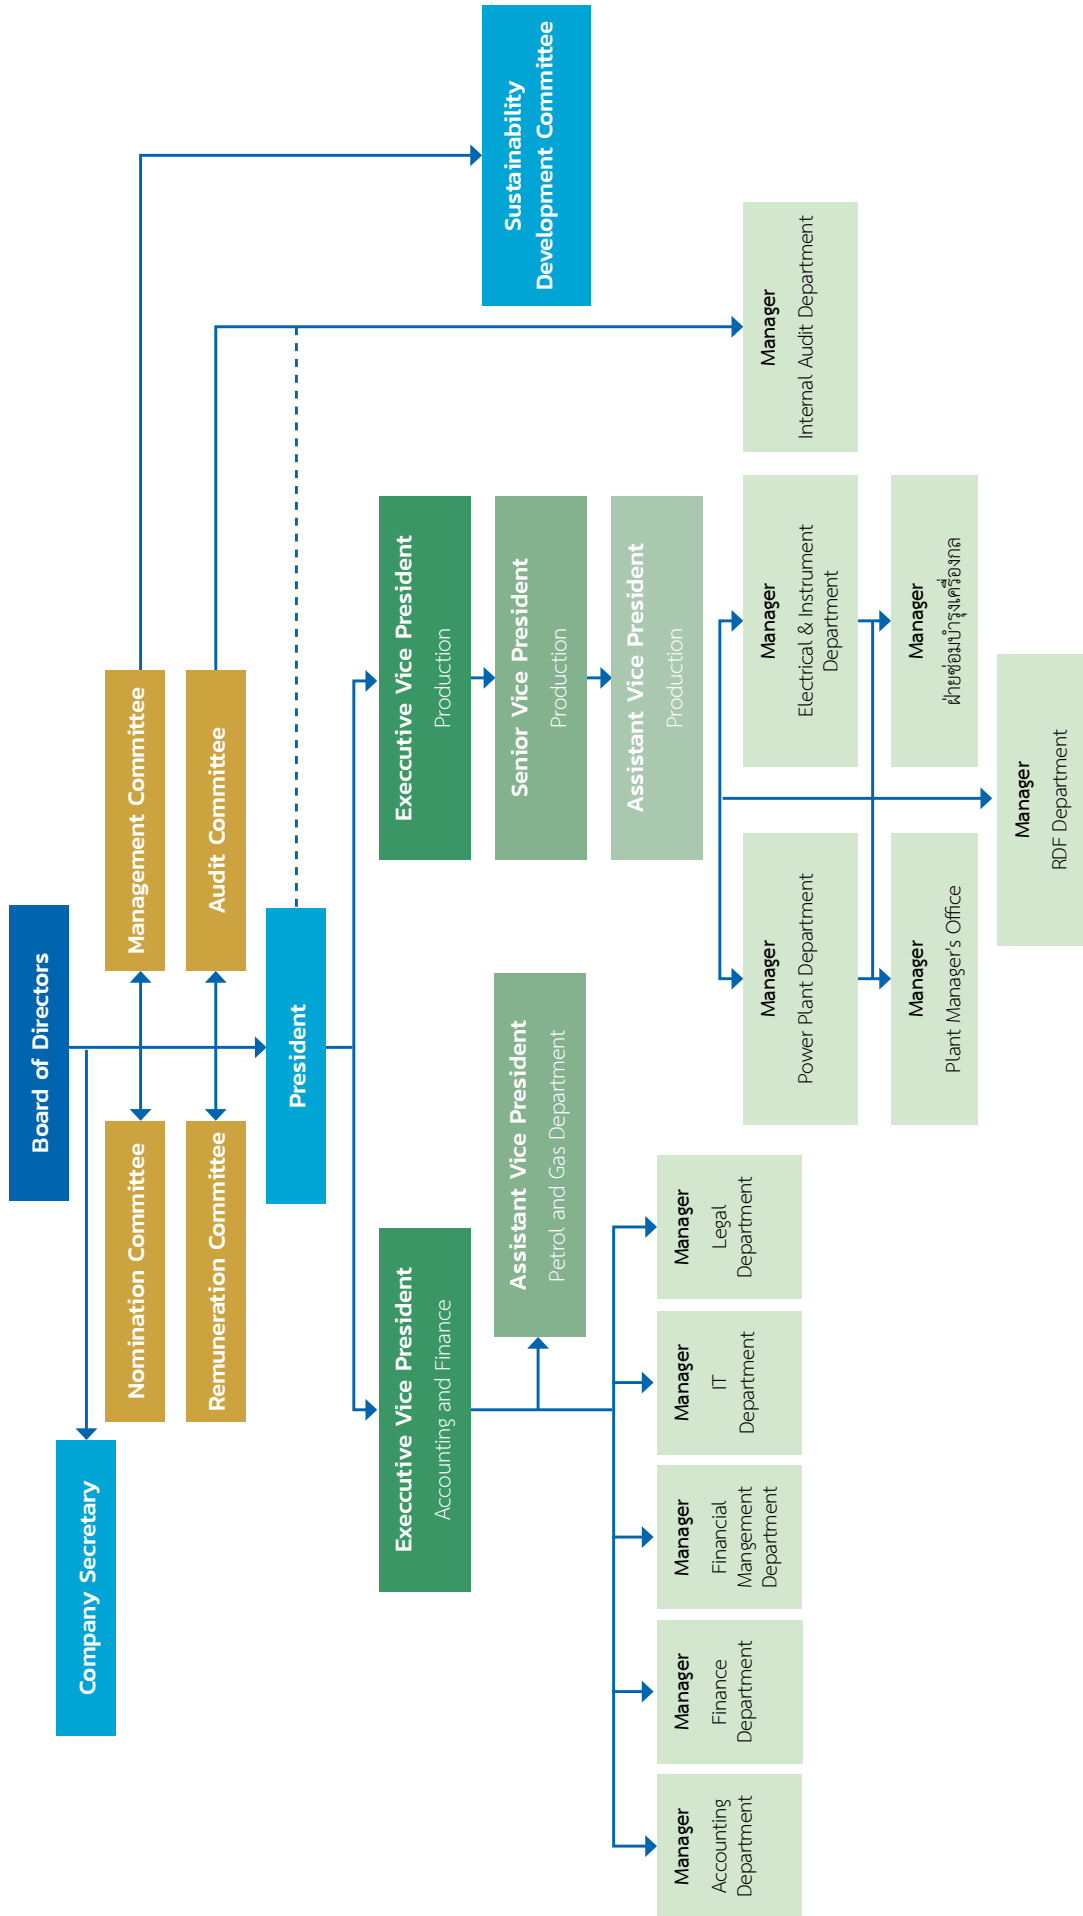 Board of Directors
Company Secretary
Nomination Committee
Management Committee
Remuneration Committee
Audit Committee
President
Sustainability
Development Committee
Execcutive Vice President
Accounting and Finance
Execcutive Vice President
Production
Assistant Vice President
Petrol and Gas Department
Senior Vice President
Production
Assistant Vice President
Production
Manager
Accounting
Department
Manager
Finance
Department
Manager
Financial
Mangement
Department
Manager
IT
Department
Manager
Legal
Department
Manager
Power Plant Department
Manager
Electrical & Instrument
Department
Manager
Internal Audit Department
Manager
Plant Manager's Office
Manager
ฝ่ายซ่อมบำรุงเครื่องกล
Manager
RDF Department